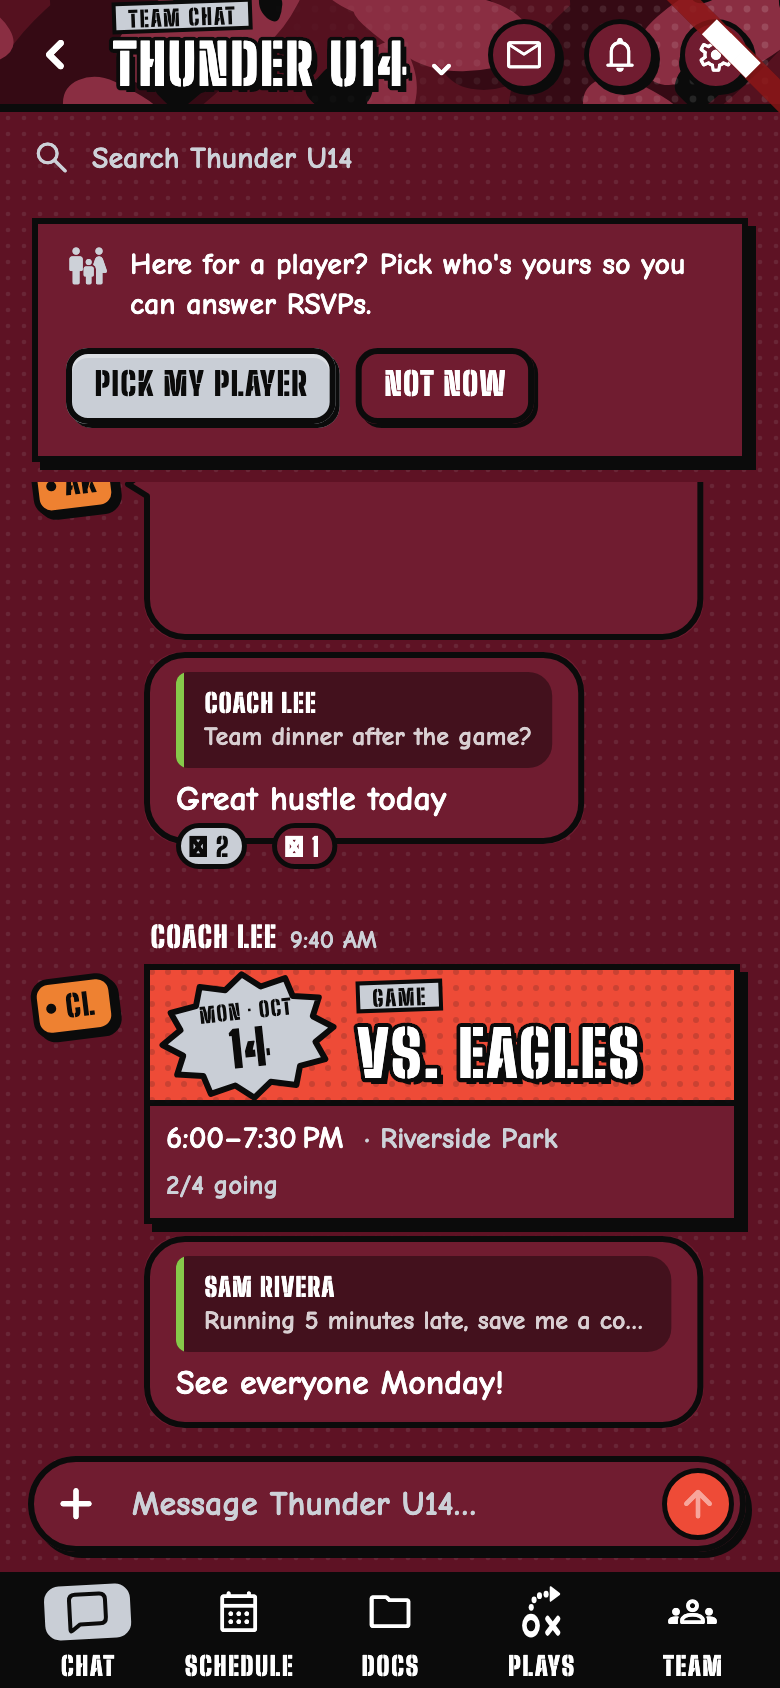 TEAM CHAT
THUNDER U14
Search Thunder U14
Here for a player? Pick who's yours so you
can answer RSVPs.
PICK MY PLAYER
NOT NOW
• AK
COACH LEE
Team dinner after the game?
Great hustle today
2
1
COACH LEE 9:40 AM
• CL
MON · OCT
14
GAME
VS. EAGLES
6:00–7:30 PM · Riverside Park
2/4 going
SAM RIVERA
Running 5 minutes late, save me a co...
See everyone Monday!
Message Thunder U14...
CHAT
SCHEDULE
DOCS
PLAYS
TEAM